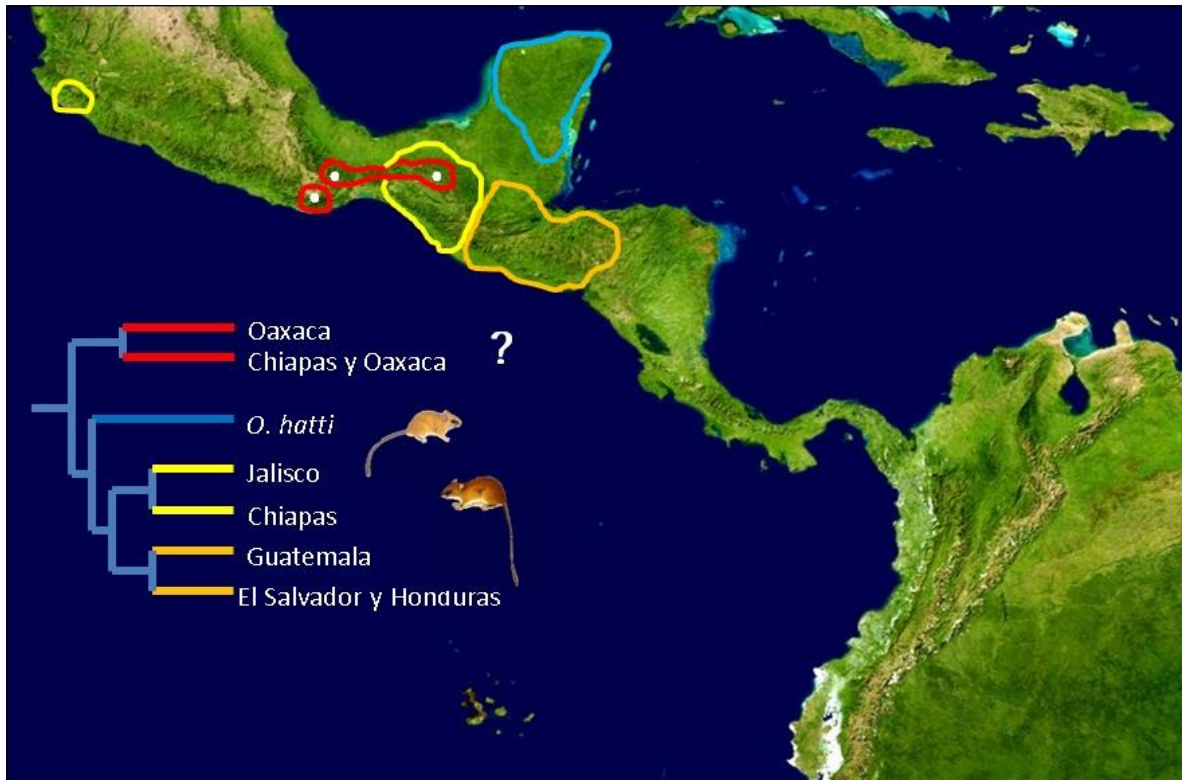 Oaxaca
Chiapas y Oaxaca
?
O. hatti
Jalisco
Chiapas
Guatemala
El Salvador y Honduras